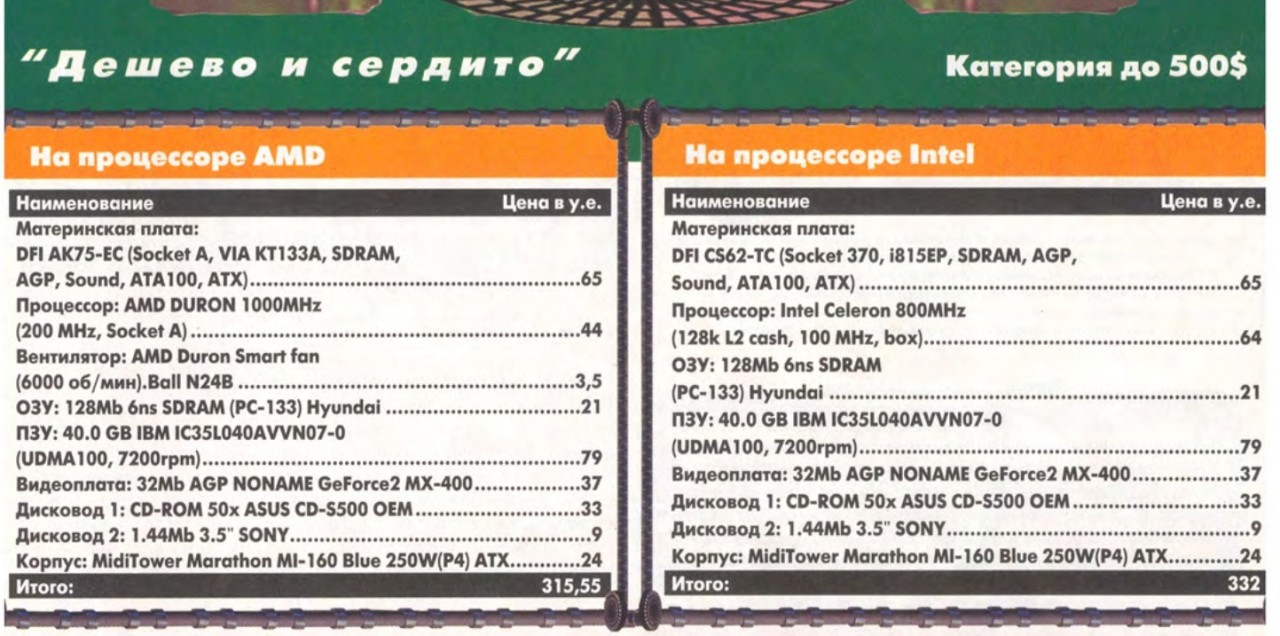 "Дешево и сердито"
Категория до 500$
На процессоре AMD
Наименование Цена в у.е.
Материнская плата:
DFI AK75-EC (Socket A, VIA KT133A, SDRAM,
AGP, Sound, ATA100, ATX)..........65
Процессор: AMD DURON 1000MHz
(200 MHz, Socket A)..........44
Вентилятор: AMD Duron Smart fan
(6000 об/мин).Ball N24B..........3,5
ОЗУ: 128Mb 6ns SDRAM (PC-133) Hyundai..........21
ПЗУ: 40.0 GB IBM IC35L040AVVN07-0
(UDMA100, 7200rpm)..........79
Видеоплата: 32Mb AGP NONAME GeForce2 MX-400..........37
Дисковод 1: CD-ROM 50x ASUS CD-S500 OEM..........33
Дисковод 2: 1.44Mb 3.5" SONY..........9
Корпус: MidiTower Marathon MI-160 Blue 250W(P4) ATX..........24
Итого: 315,55
На процессоре Intel
Наименование Цена в у.е.
Материнская плата:
DFI CS62-TC (Socket 370, i815EP, SDRAM, AGP,
Sound, ATA100, ATX)..........65
Процессор: Intel Celeron 800MHz
(128k L2 cash, 100 MHz, box)..........64
ОЗУ: 128Mb 6ns SDRAM
(PC-133) Hyundai..........21
ПЗУ: 40.0 GB IBM IC35L040AVVN07-0
(UDMA100, 7200rpm)..........79
Видеоплата: 32Mb AGP NONAME GeForce2 MX-400..........37
Дисковод 1: CD-ROM 50x ASUS CD-S500 OEM..........33
Дисковод 2: 1.44Mb 3.5" SONY..........9
Корпус: MidiTower Marathon MI-160 Blue 250W(P4) ATX..........24
Итого: 332